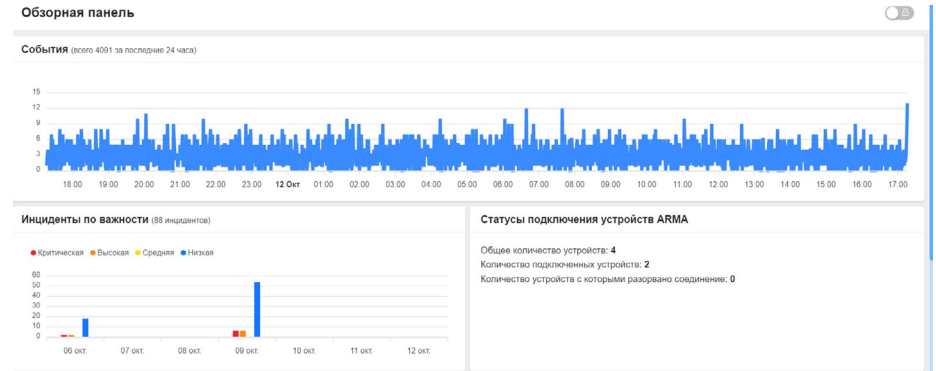 Обзорная панель
События (всего 4091 за последние 24 часа)
15
12
9
6
3
0
18:00 19:00 20:00 21:00 22:00 23:00 12 Окт 01:00 02:00 03:00 04:00 05:00 06:00 07:00 08:00 09:00 10:00 11:00 12:00 13:00 14:00 15:00 16:00 17:00
Инциденты по важности (88 инцидентов)
Критическая Высокая Средняя Низкая
60
50
40
30
20
10
0
06 окт. 07 окт. 08 окт. 09 окт. 10 окт. 11 окт. 12 окт.
Статусы подключения устройств ARMA
Общее количество устройств: 4
Количество подключенных устройств: 2
Количество устройств с которыми разорвано соединение: 0